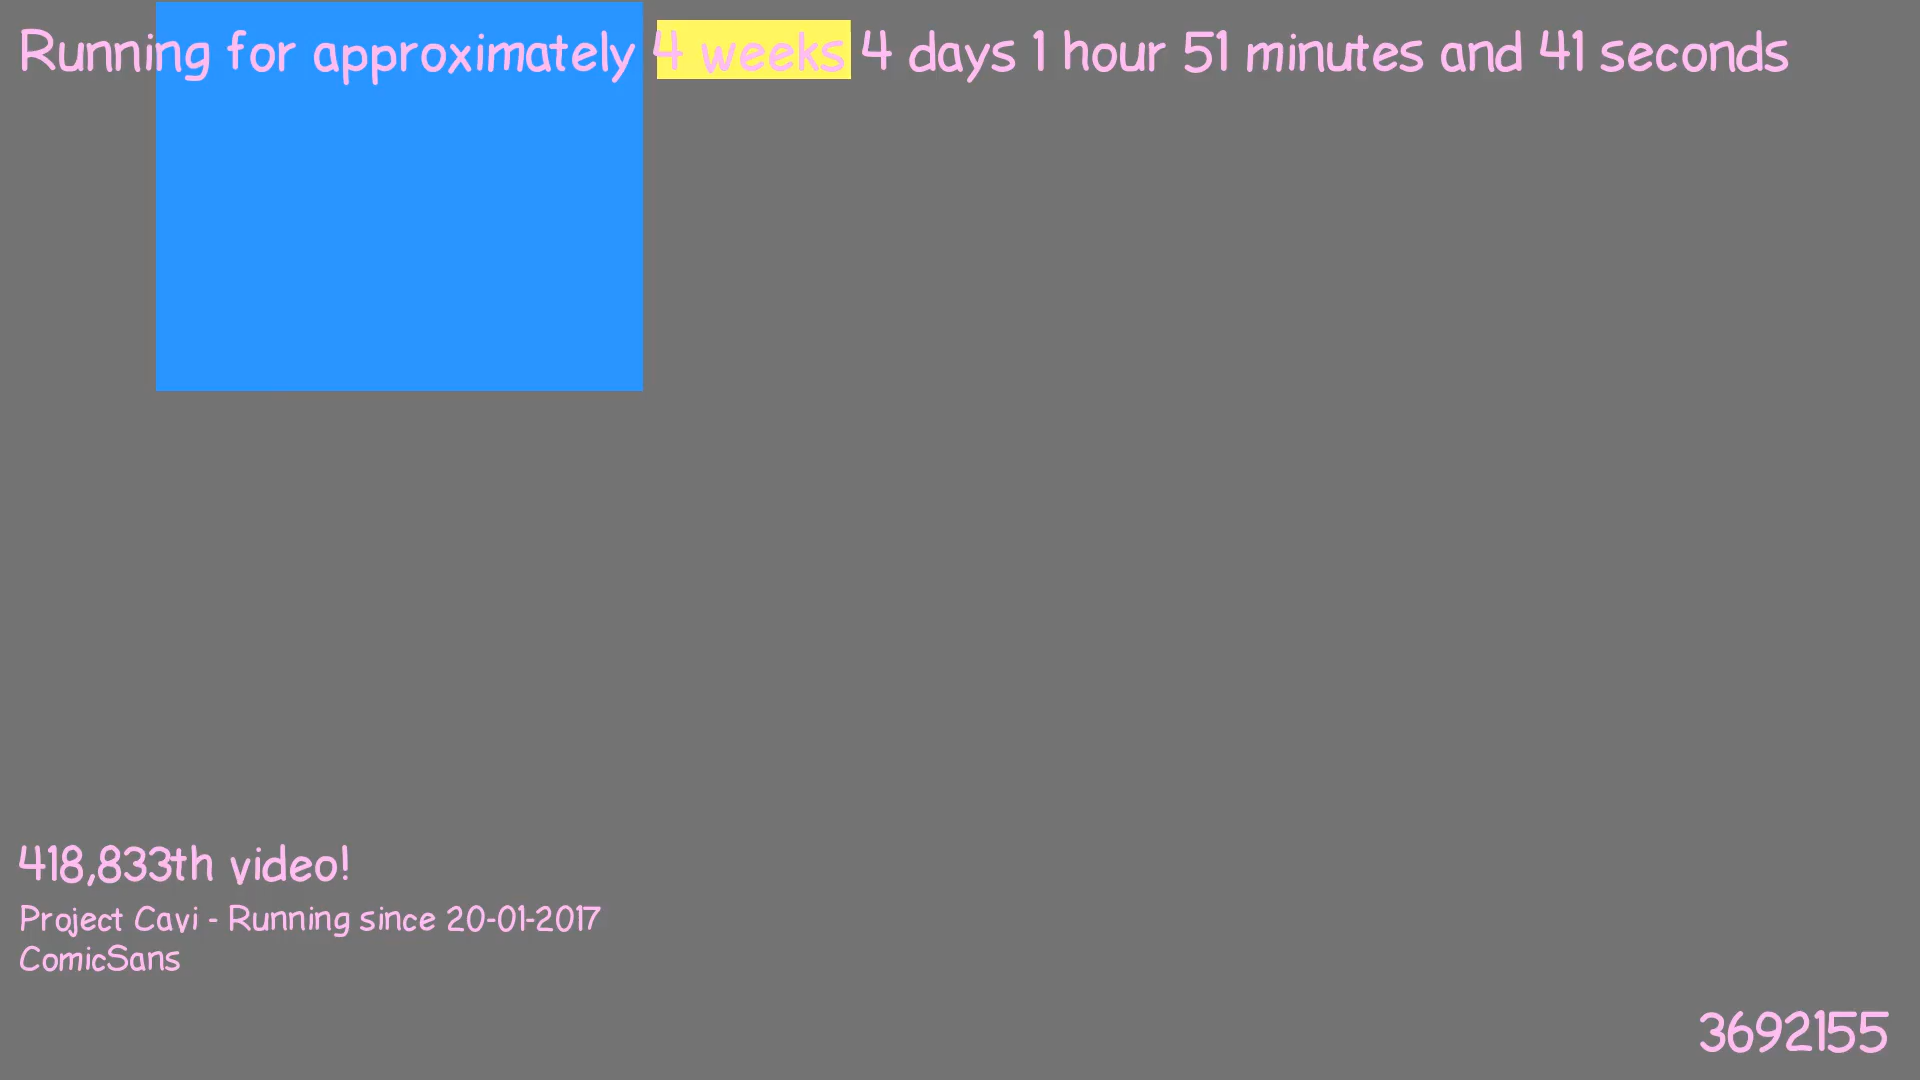 Running for approximately 4 weeks 4 days 1 hour 51 minutes and 41 seconds
418,833th video!
Project Cavi - Running since 20-01-2017
ComicSans
3692155